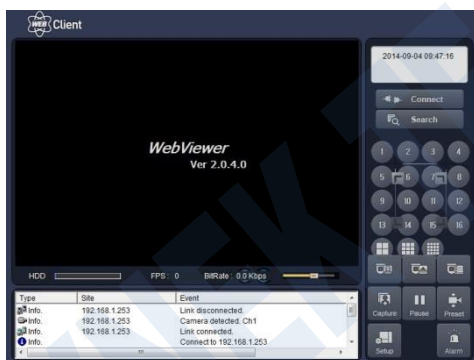 WEB Client
2014-09-04 09:47:16
Connect
Search
WebViewer
Ver 2.0.4.0
1 2 3 4
5 6 7 8
9 10 11 12
13 14 15 16
HDD FPS : 0 BitRate : 0.0 Kbps
Type Site Event
Info. 192.168.1.253 Link disconnected.
Info. 192.168.1.253 Camera detected. Ch1
Info. 192.168.1.253 Link connected.
Info. Connect to 192.168.1.253
Capture Pause Preset
Setup Alarm